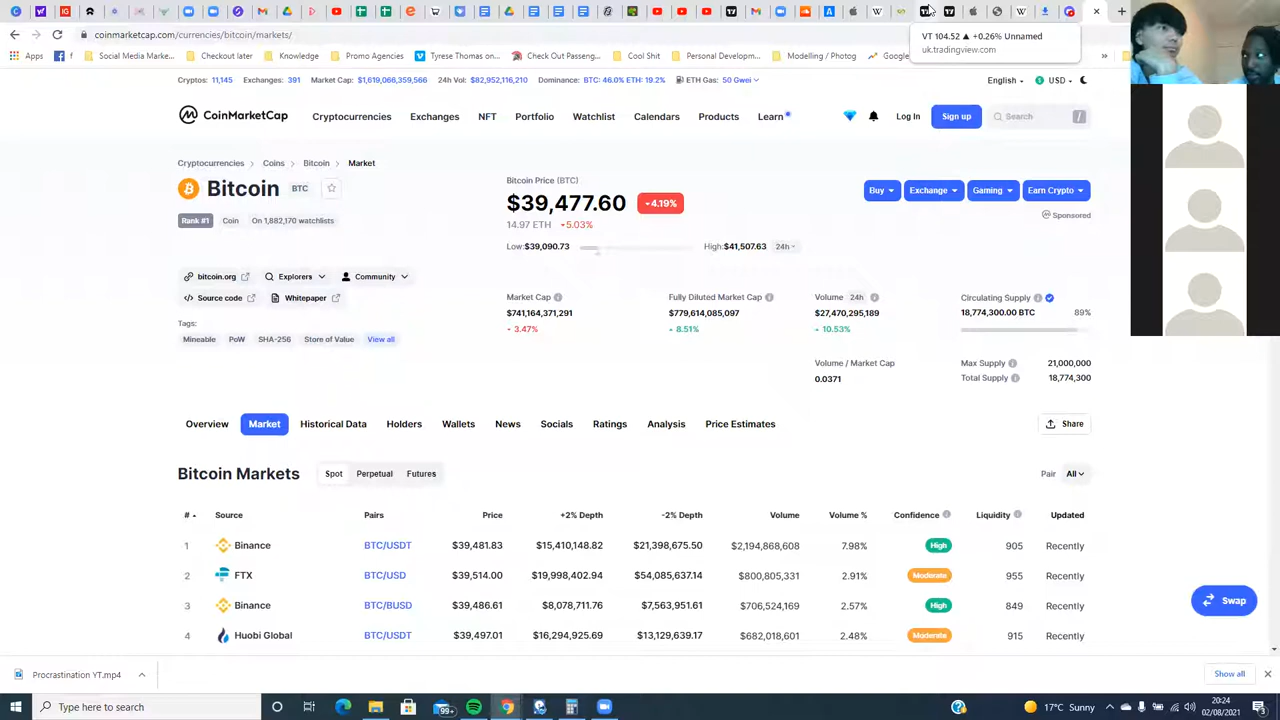 coinmarketcap.com/currencies/bitcoin/markets/
VT 104.52 ▲ +0.26% Unnamed
uk.tradingview.com
Apps
Social Media Marke...
Checkout later
Knowledge
Promo Agencies
Tyrese Thomas on...
Check Out Passeng...
Cool Shit
Personal Develop...
Modelling / Photog
Google
Cryptos: 11,145 Exchanges: 391 Market Cap: $1,619,066,359,566 24h Vol: $82,952,116,210 Dominance: BTC: 46.0% ETH: 19.2% ETH Gas: 50 Gwei
English
USD
CoinMarketCap
Cryptocurrencies Exchanges NFT Portfolio Watchlist Calendars Products Learn
Log In
Sign up
Search /
Cryptocurrencies > Coins > Bitcoin > Market
Bitcoin BTC
Rank #1 Coin On 1,882,170 watchlists
Bitcoin Price (BTC)
$39,477.60 4.19%
14.97 ETH 5.03%
Low:$39,090.73 High:$41,507.63 24h
Buy Exchange Gaming Earn Crypto
Sponsored
bitcoin.org Explorers Community
Source code Whitepaper
Tags:
Mineable PoW SHA-256 Store of Value View all
Market Cap
$741,164,371,291
3.47%
Fully Diluted Market Cap
$779,614,085,097
8.51%
Volume 24h
$27,470,295,189
10.53%
Volume / Market Cap
0.0371
Circulating Supply
18,774,300.00 BTC 89%
Max Supply 21,000,000
Total Supply 18,774,300
Overview Market Historical Data Holders Wallets News Socials Ratings Analysis Price Estimates
Share
Bitcoin Markets Spot Perpetual Futures
Pair All
# Source Pairs Price +2% Depth -2% Depth Volume Volume % Confidence Liquidity Updated
1 Binance BTC/USDT $39,481.83 $15,410,148.82 $21,398,675.50 $2,194,868,608 7.98% High 905 Recently
2 FTX BTC/USD $39,514.00 $19,998,402.94 $54,085,637.14 $800,805,331 2.91% Moderate 955 Recently
3 Binance BTC/BUSD $39,486.61 $8,078,711.76 $7,563,951.61 $706,524,169 2.57% High 849 Recently
4 Huobi Global BTC/USDT $39,497.01 $16,294,925.69 $13,129,639.17 $682,018,601 2.48% Moderate 915 Recently
Swap
Procrastination YT.mp4
Show all
Type here to search
99+
17°C Sunny
20:24
02/08/2021